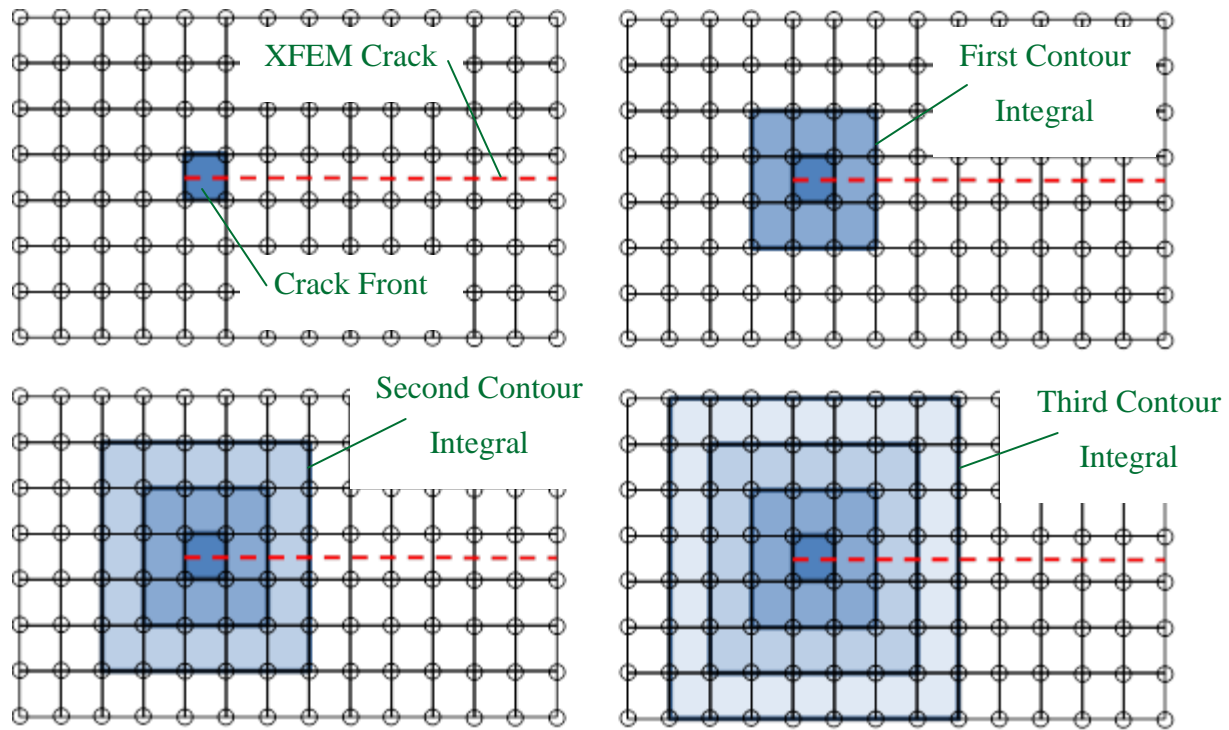 XFEM Crack
Crack Front
First Contour
Integral
Second Contour
Integral
Third Contour
Integral